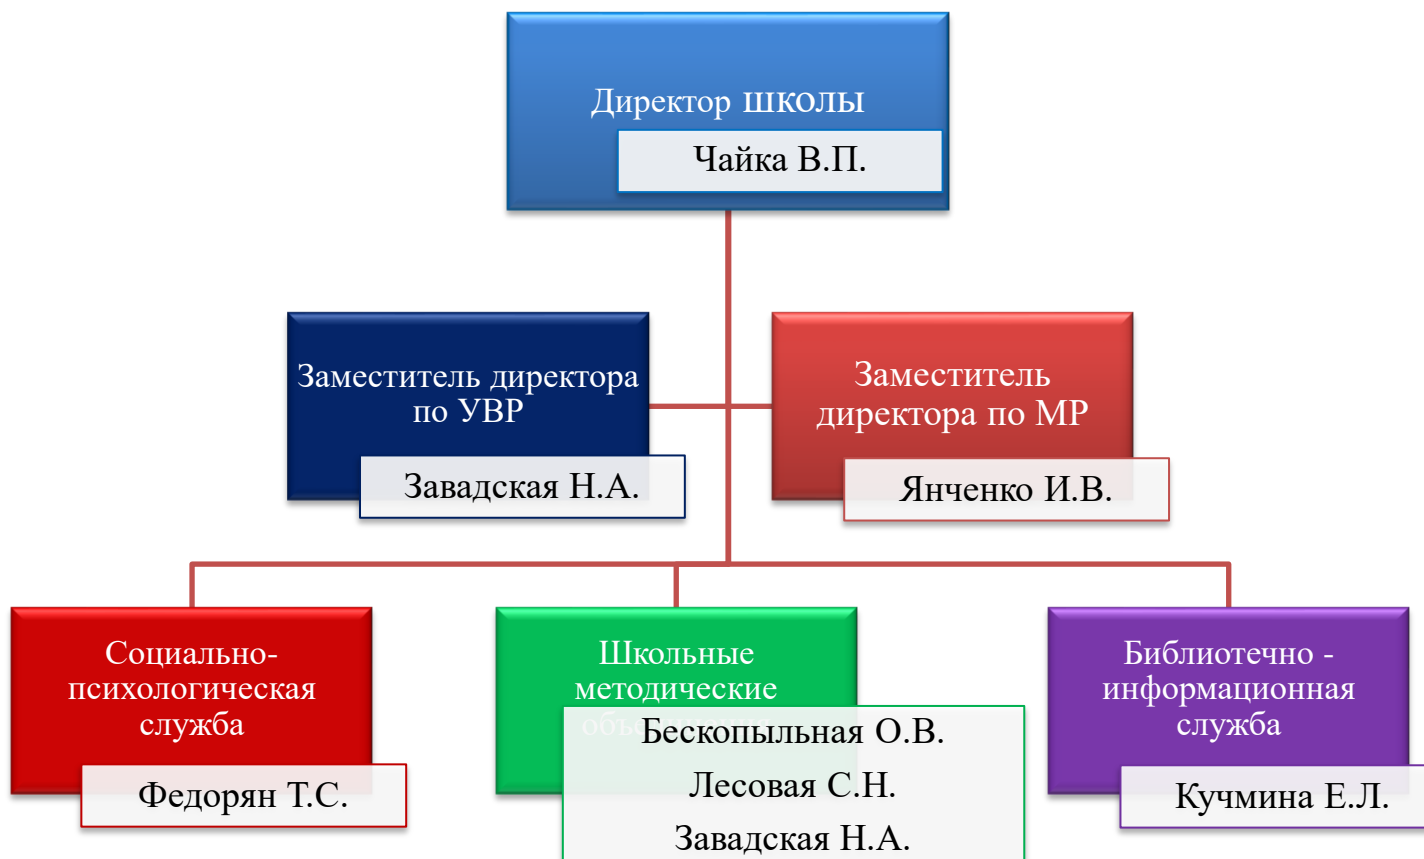 Директор школы
Чайка В.П.
Заместитель директора
по УВР
Завадская Н.А.
Заместитель
директора по МР
Янченко И.В.
Социально-
психологическая
служба
Федорян Т.С.
Школьные
методические
Бескопыльная О.В.
Лесовая С.Н.
Завадская Н.А.
Библиотечно -
информационная
служба
Кучмина Е.Л.